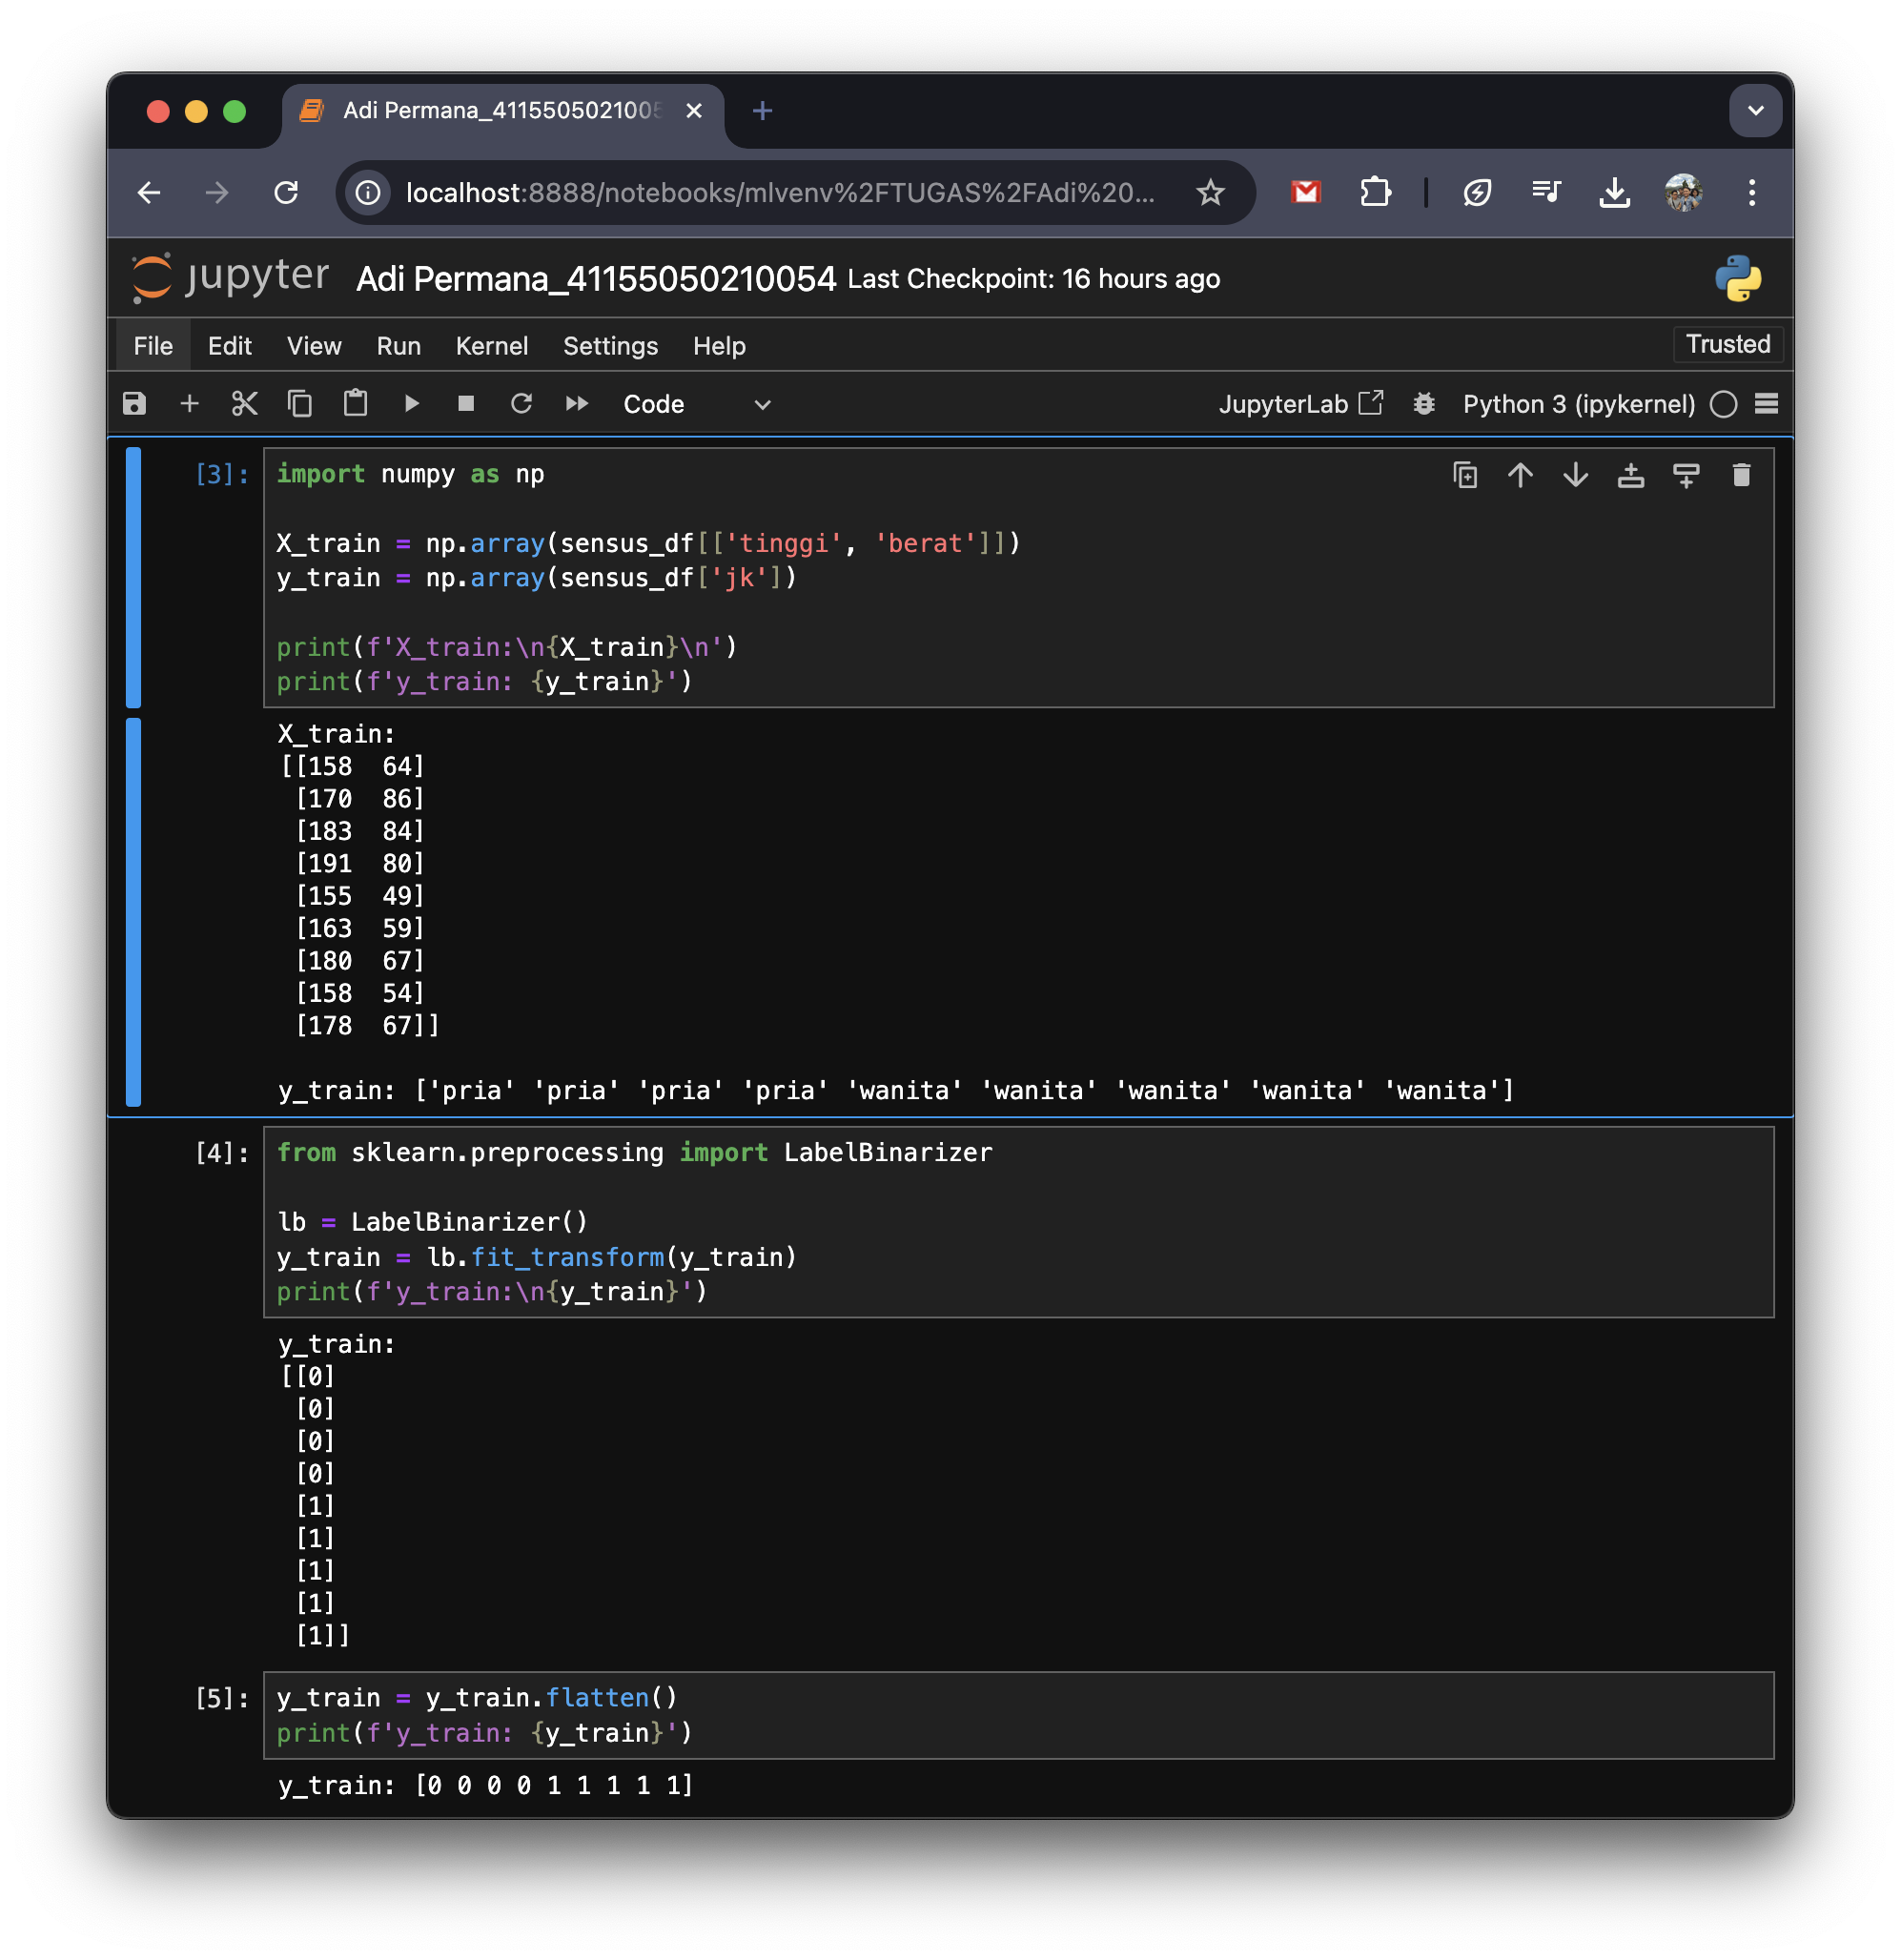 Adi Permana_4115505021005
localhost:8888/notebooks/mlvenv%2FTUGAS%2FAdi%20...
jupyter Adi Permana_41155050210054 Last Checkpoint: 16 hours ago
File Edit View Run Kernel Settings Help Trusted
Code JupyterLab Python 3 (ipykernel)
[3]: import numpy as np
X_train = np.array(sensus_df[['tinggi', 'berat']])
y_train = np.array(sensus_df['jk'])
print(f'X_train:\n{X_train}\n')
print(f'y_train: {y_train}')
X_train:
[[158  64]
 [170  86]
 [183  84]
 [191  80]
 [155  49]
 [163  59]
 [180  67]
 [158  54]
 [178  67]]
y_train: ['pria' 'pria' 'pria' 'pria' 'wanita' 'wanita' 'wanita' 'wanita' 'wanita']
[4]: from sklearn.preprocessing import LabelBinarizer
lb = LabelBinarizer()
y_train = lb.fit_transform(y_train)
print(f'y_train:\n{y_train}')
y_train:
[[0]
 [0]
 [0]
 [0]
 [1]
 [1]
 [1]
 [1]
 [1]]
[5]: y_train = y_train.flatten()
print(f'y_train: {y_train}')
y_train: [0 0 0 0 1 1 1 1 1]